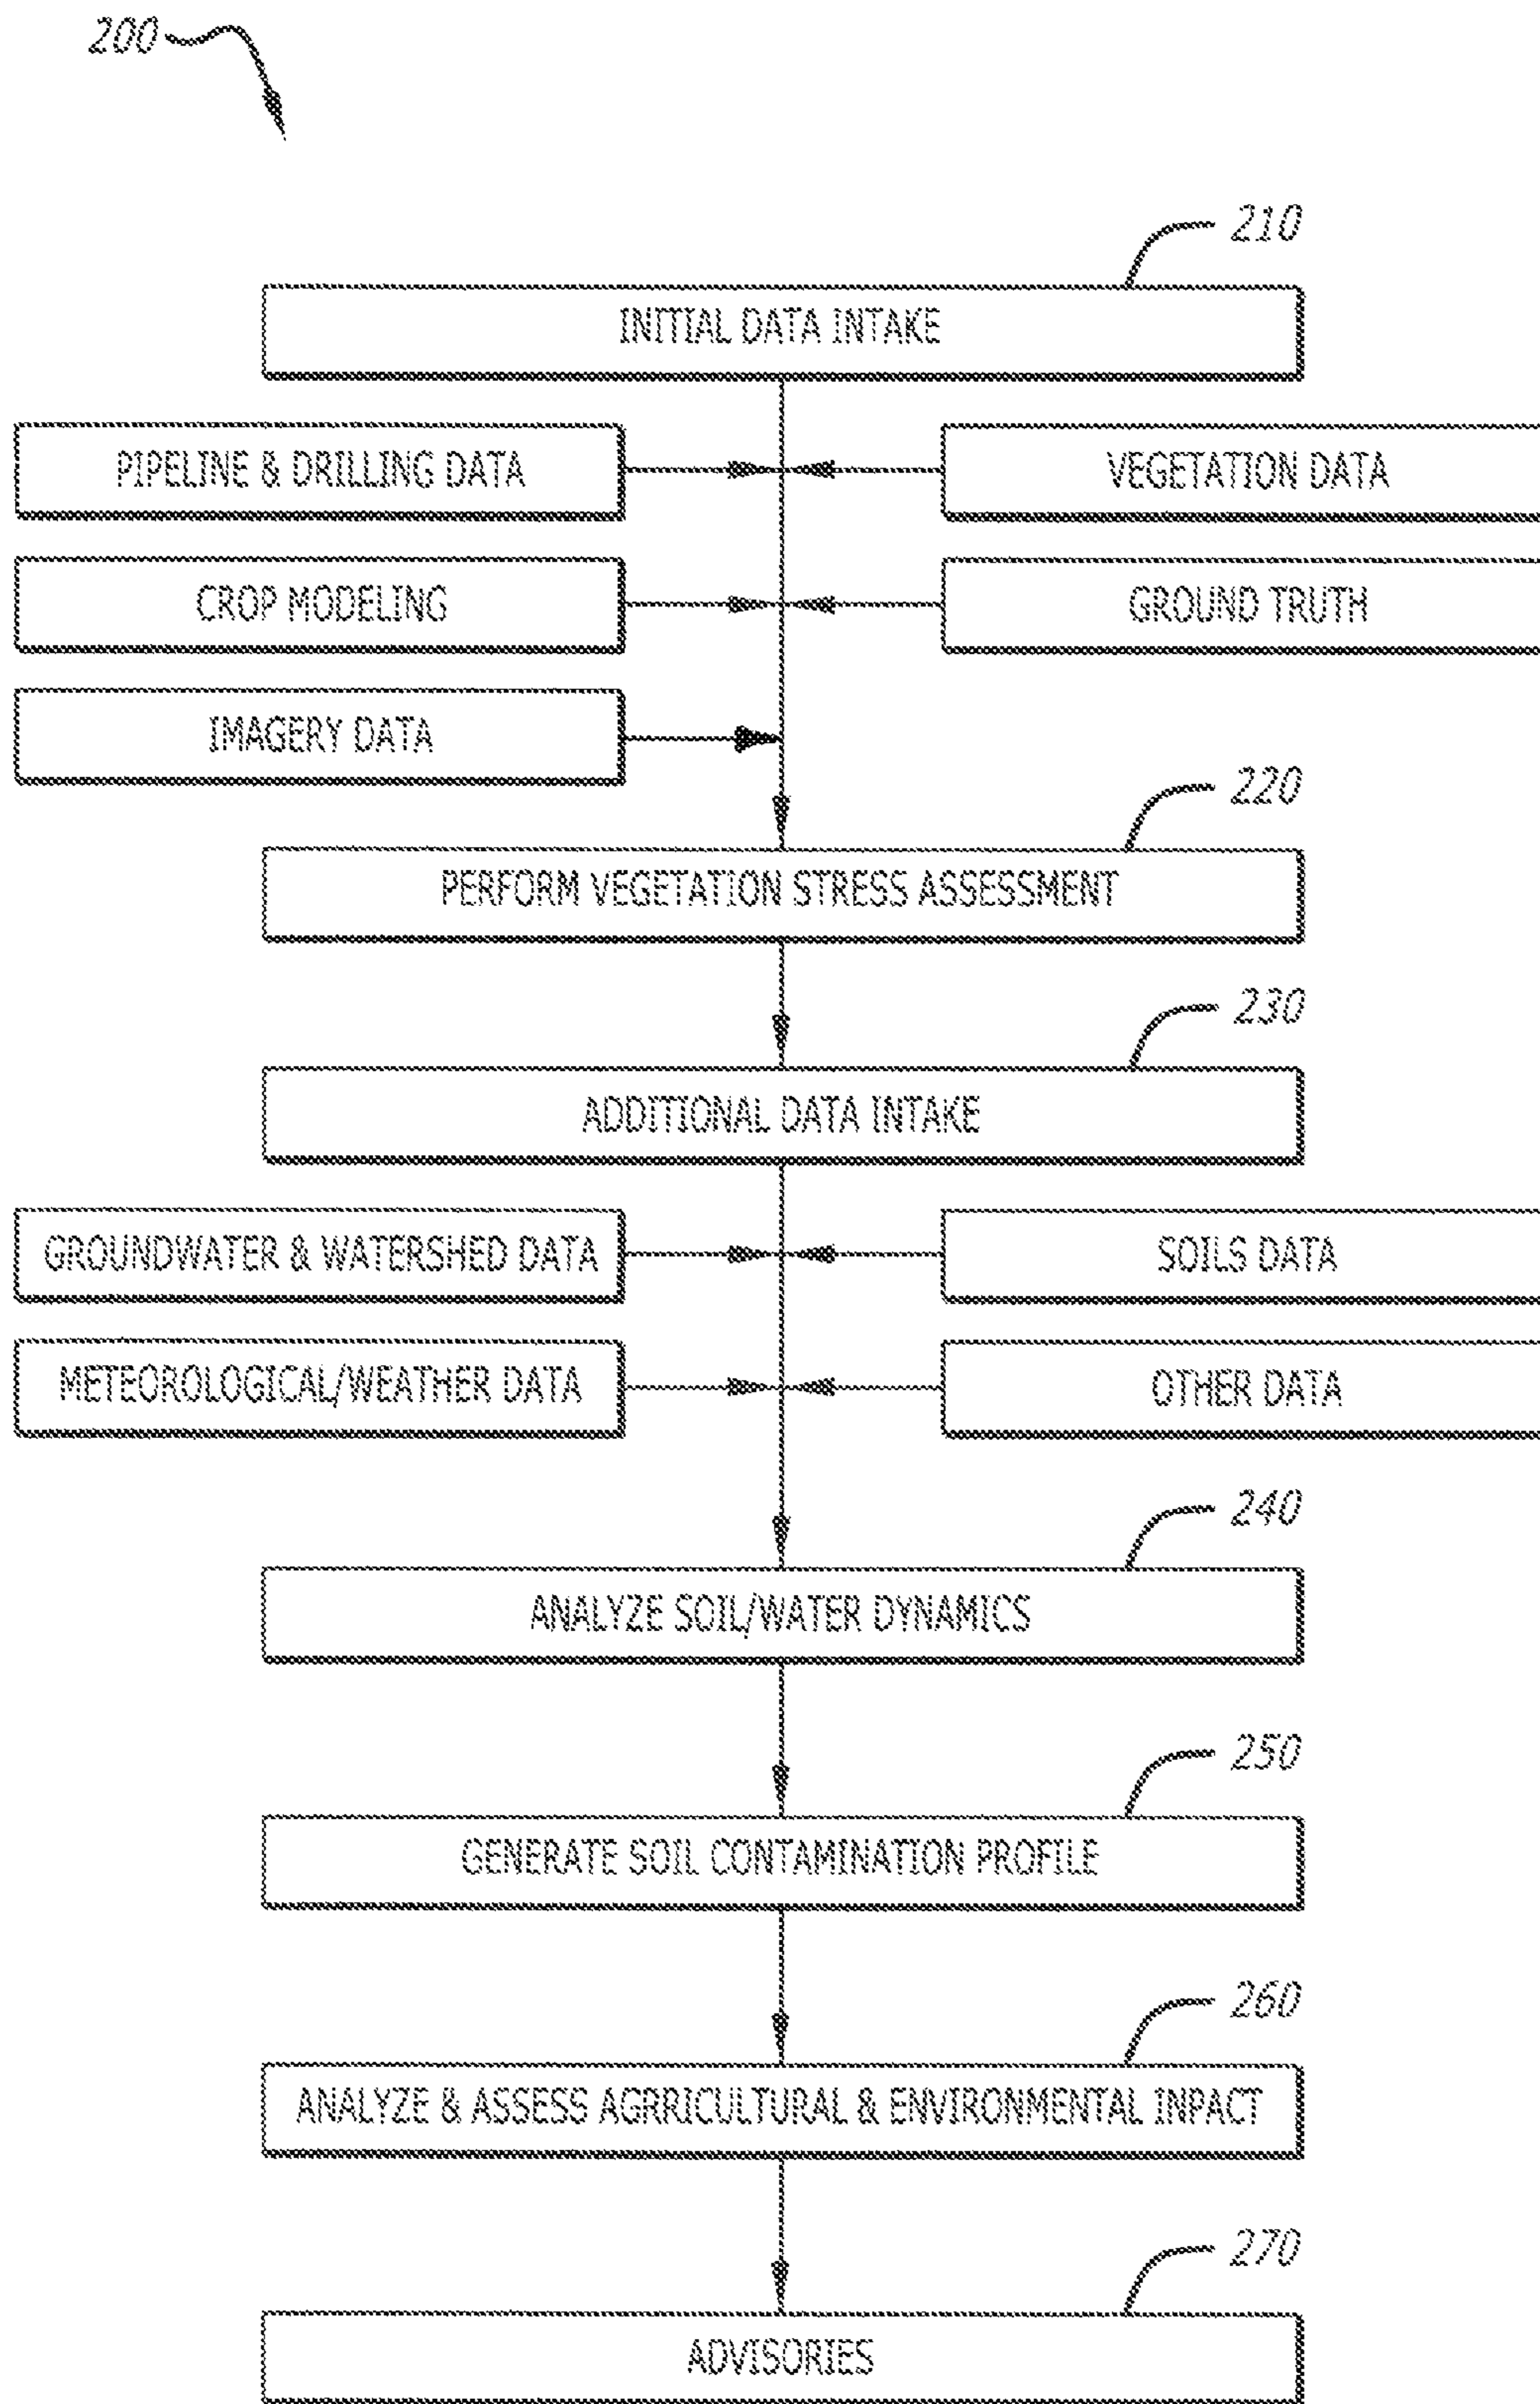 200
210
INITIAL DATA INTAKE
PIPELINE & DRILLING DATA
VEGETATION DATA
CROP MODELING
GROUND TRUTH
IMAGERY DATA
220
PERFORM VEGETATION STRESS ASSESSMENT
230
ADDITIONAL DATA INTAKE
GROUNDWATER & WATERSHED DATA
SOILS DATA
METEOROLOGICAL/WEATHER DATA
OTHER DATA
240
ANALYZE SOIL/WATER DYNAMICS
250
GENERATE SOIL CONTAMINATION PROFILE
260
ANALYZE & ASSESS AGRRICULTURAL & ENVIRONMENTAL INPACT
270
ADVISORIES